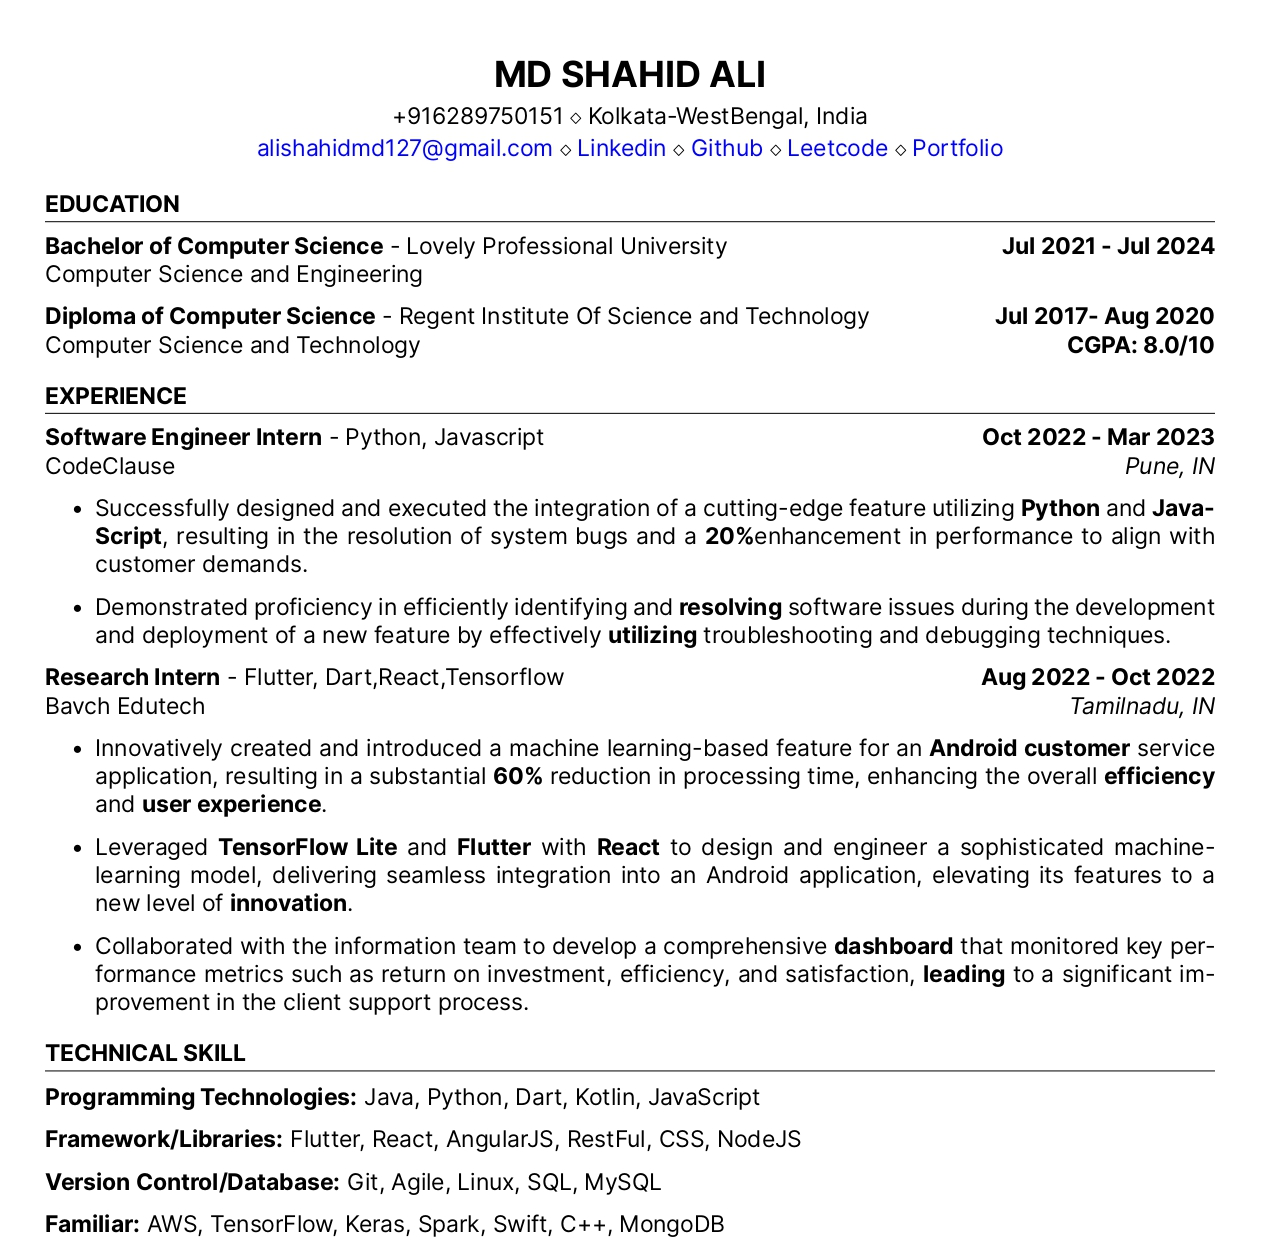 MD SHAHID ALI
+916289750151 ⋄ Kolkata-WestBengal, India
alishahidmd127@gmail.com ⋄ Linkedin ⋄ Github ⋄ Leetcode ⋄ Portfolio
EDUCATION
Bachelor of Computer Science - Lovely Professional University Jul 2021 - Jul 2024
Computer Science and Engineering
Diploma of Computer Science - Regent Institute Of Science and Technology Jul 2017- Aug 2020
Computer Science and Technology CGPA: 8.0/10
EXPERIENCE
Software Engineer Intern - Python, Javascript Oct 2022 - Mar 2023
CodeClause Pune, IN
• Successfully designed and executed the integration of a cutting-edge feature utilizing Python and Java-
Script, resulting in the resolution of system bugs and a 20%enhancement in performance to align with
customer demands.
• Demonstrated proficiency in efficiently identifying and resolving software issues during the development
and deployment of a new feature by effectively utilizing troubleshooting and debugging techniques.
Research Intern - Flutter, Dart,React,Tensorflow Aug 2022 - Oct 2022
Bavch Edutech Tamilnadu, IN
• Innovatively created and introduced a machine learning-based feature for an Android customer service
application, resulting in a substantial 60% reduction in processing time, enhancing the overall efficiency
and user experience.
• Leveraged TensorFlow Lite and Flutter with React to design and engineer a sophisticated machine-
learning model, delivering seamless integration into an Android application, elevating its features to a
new level of innovation.
• Collaborated with the information team to develop a comprehensive dashboard that monitored key per-
formance metrics such as return on investment, efficiency, and satisfaction, leading to a significant im-
provement in the client support process.
TECHNICAL SKILL
Programming Technologies: Java, Python, Dart, Kotlin, JavaScript
Framework/Libraries: Flutter, React, AngularJS, RestFul, CSS, NodeJS
Version Control/Database: Git, Agile, Linux, SQL, MySQL
Familiar: AWS, TensorFlow, Keras, Spark, Swift, C++, MongoDB